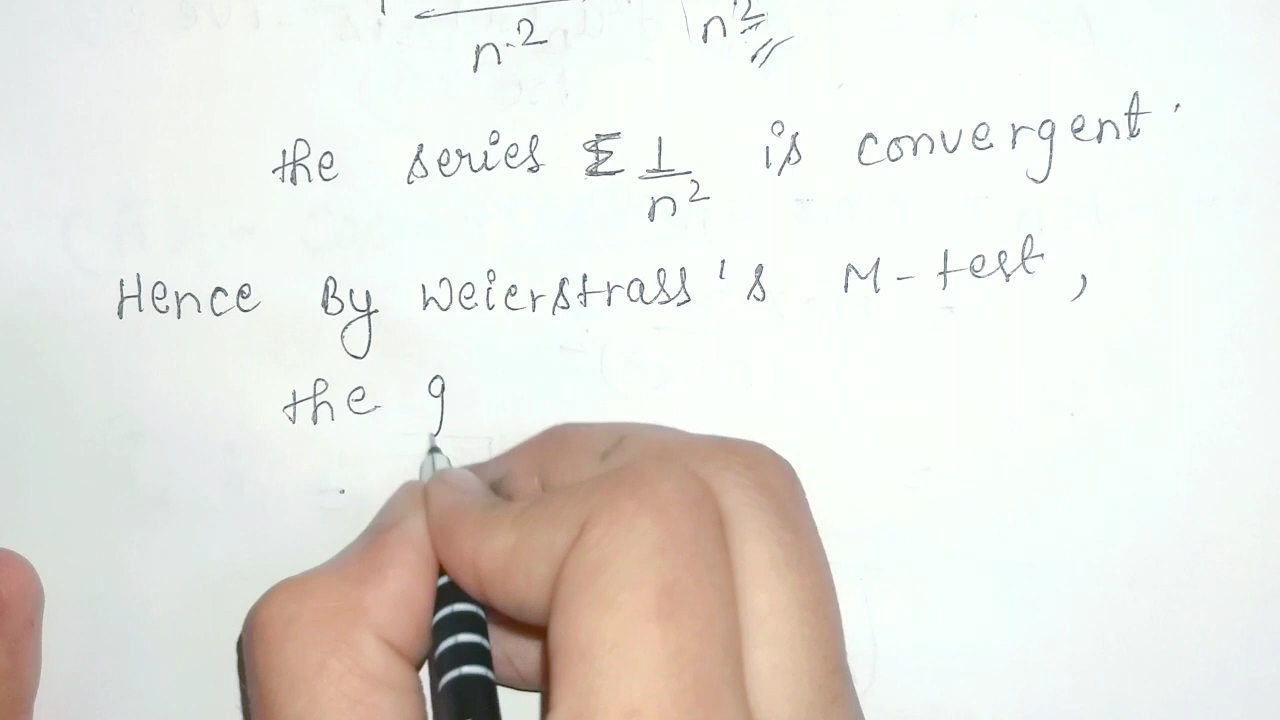 n² n²
the series Σ 1/n² is convergent.
Hence By Weierstrass's M-test,
the g